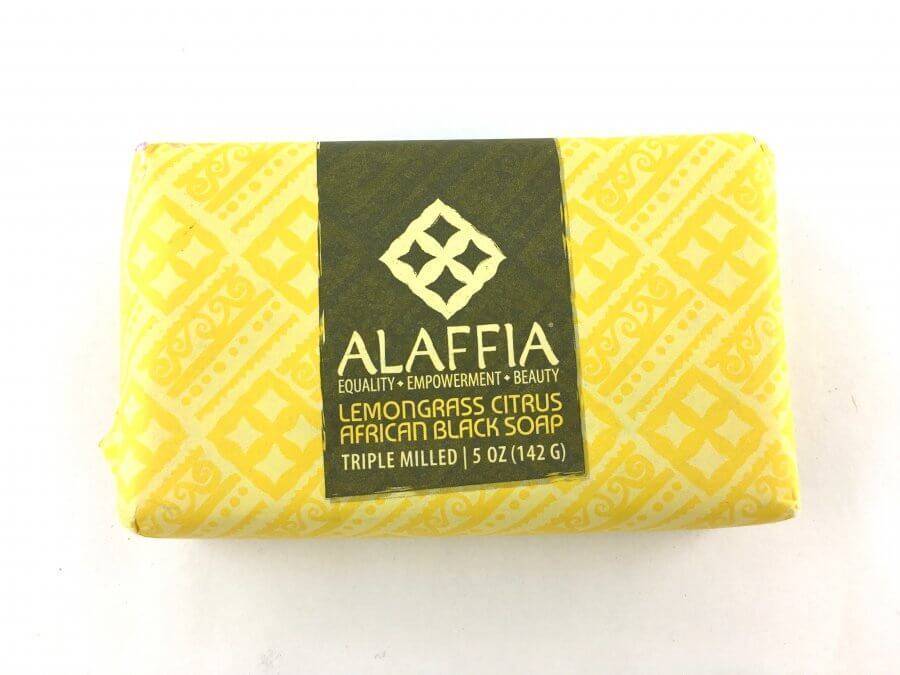 ALAFFIA®
EQUALITY • EMPOWERMENT • BEAUTY
LEMONGRASS CITRUS
AFRICAN BLACK SOAP
TRIPLE MILLED | 5 OZ (142 G)